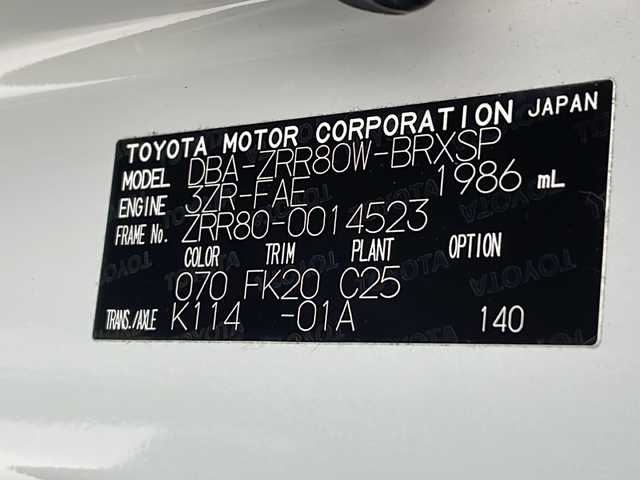 TOYOTA MOTOR CORPORATION JAPAN
MODEL DBA-ZRR80W-BRXSP
ENGINE 3ZR-FAE 1986 mL
FRAME No. ZRR80-0014523
COLOR TRIM PLANT OPTION
070 FK20 C25
TRANS./AXLE K114 -01A 140